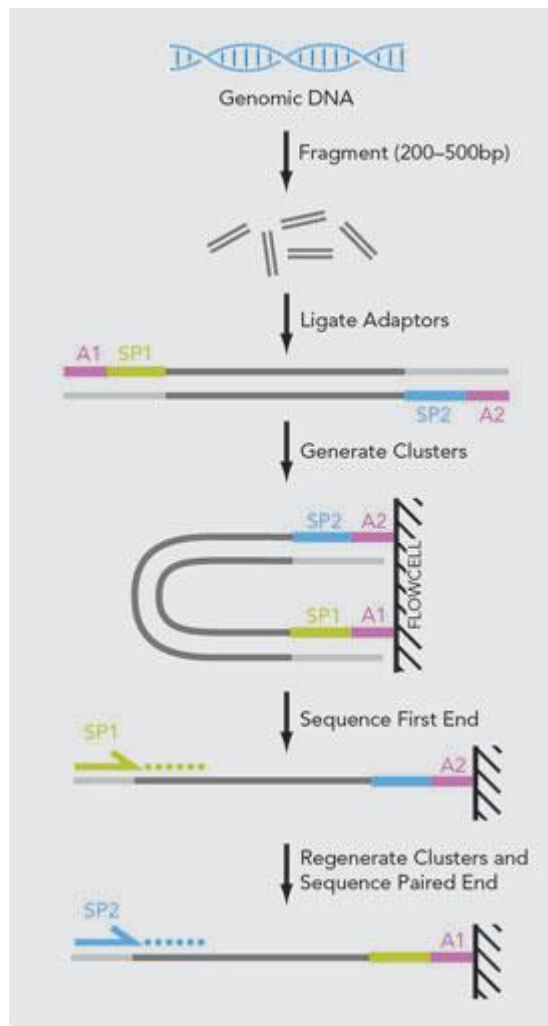 Genomic DNA
Fragment (200–500bp)
Ligate Adaptors
A1 SP1
SP2 A2
Generate Clusters
SP2 A2
FLOWCELL
SP1 A1
Sequence First End
SP1
A2
Regenerate Clusters and
Sequence Paired End
SP2
A1